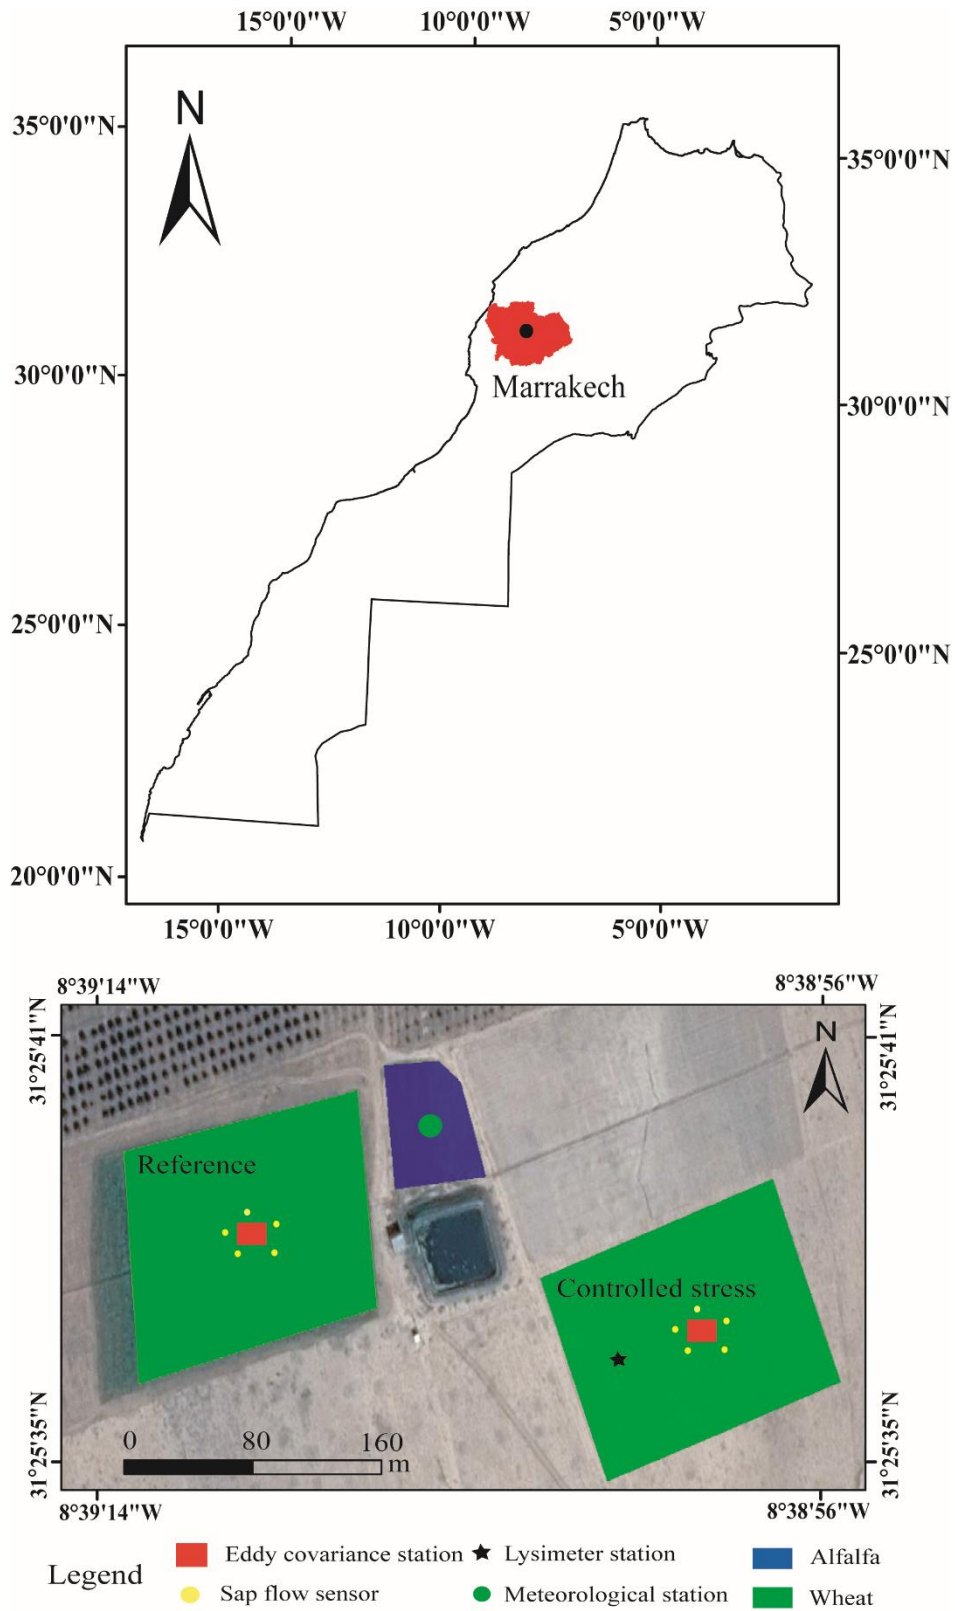 15°0'0"W 10°0'0"W 5°0'0"W
N
35°0'0"N
35°0'0"N
Marrakech
30°0'0"N
30°0'0"N
25°0'0"N
25°0'0"N
20°0'0"N
15°0'0"W 10°0'0"W 5°0'0"W
8°39'14"W 8°38'56"W
31°25'41"N
31°25'41"N
N
Reference
Controlled stress
31°25'35"N
31°25'35"N
0 80 160
m
8°39'14"W 8°38'56"W
Legend
Eddy covariance station Lysimeter station Alfalfa
Sap flow sensor Meteorological station Wheat